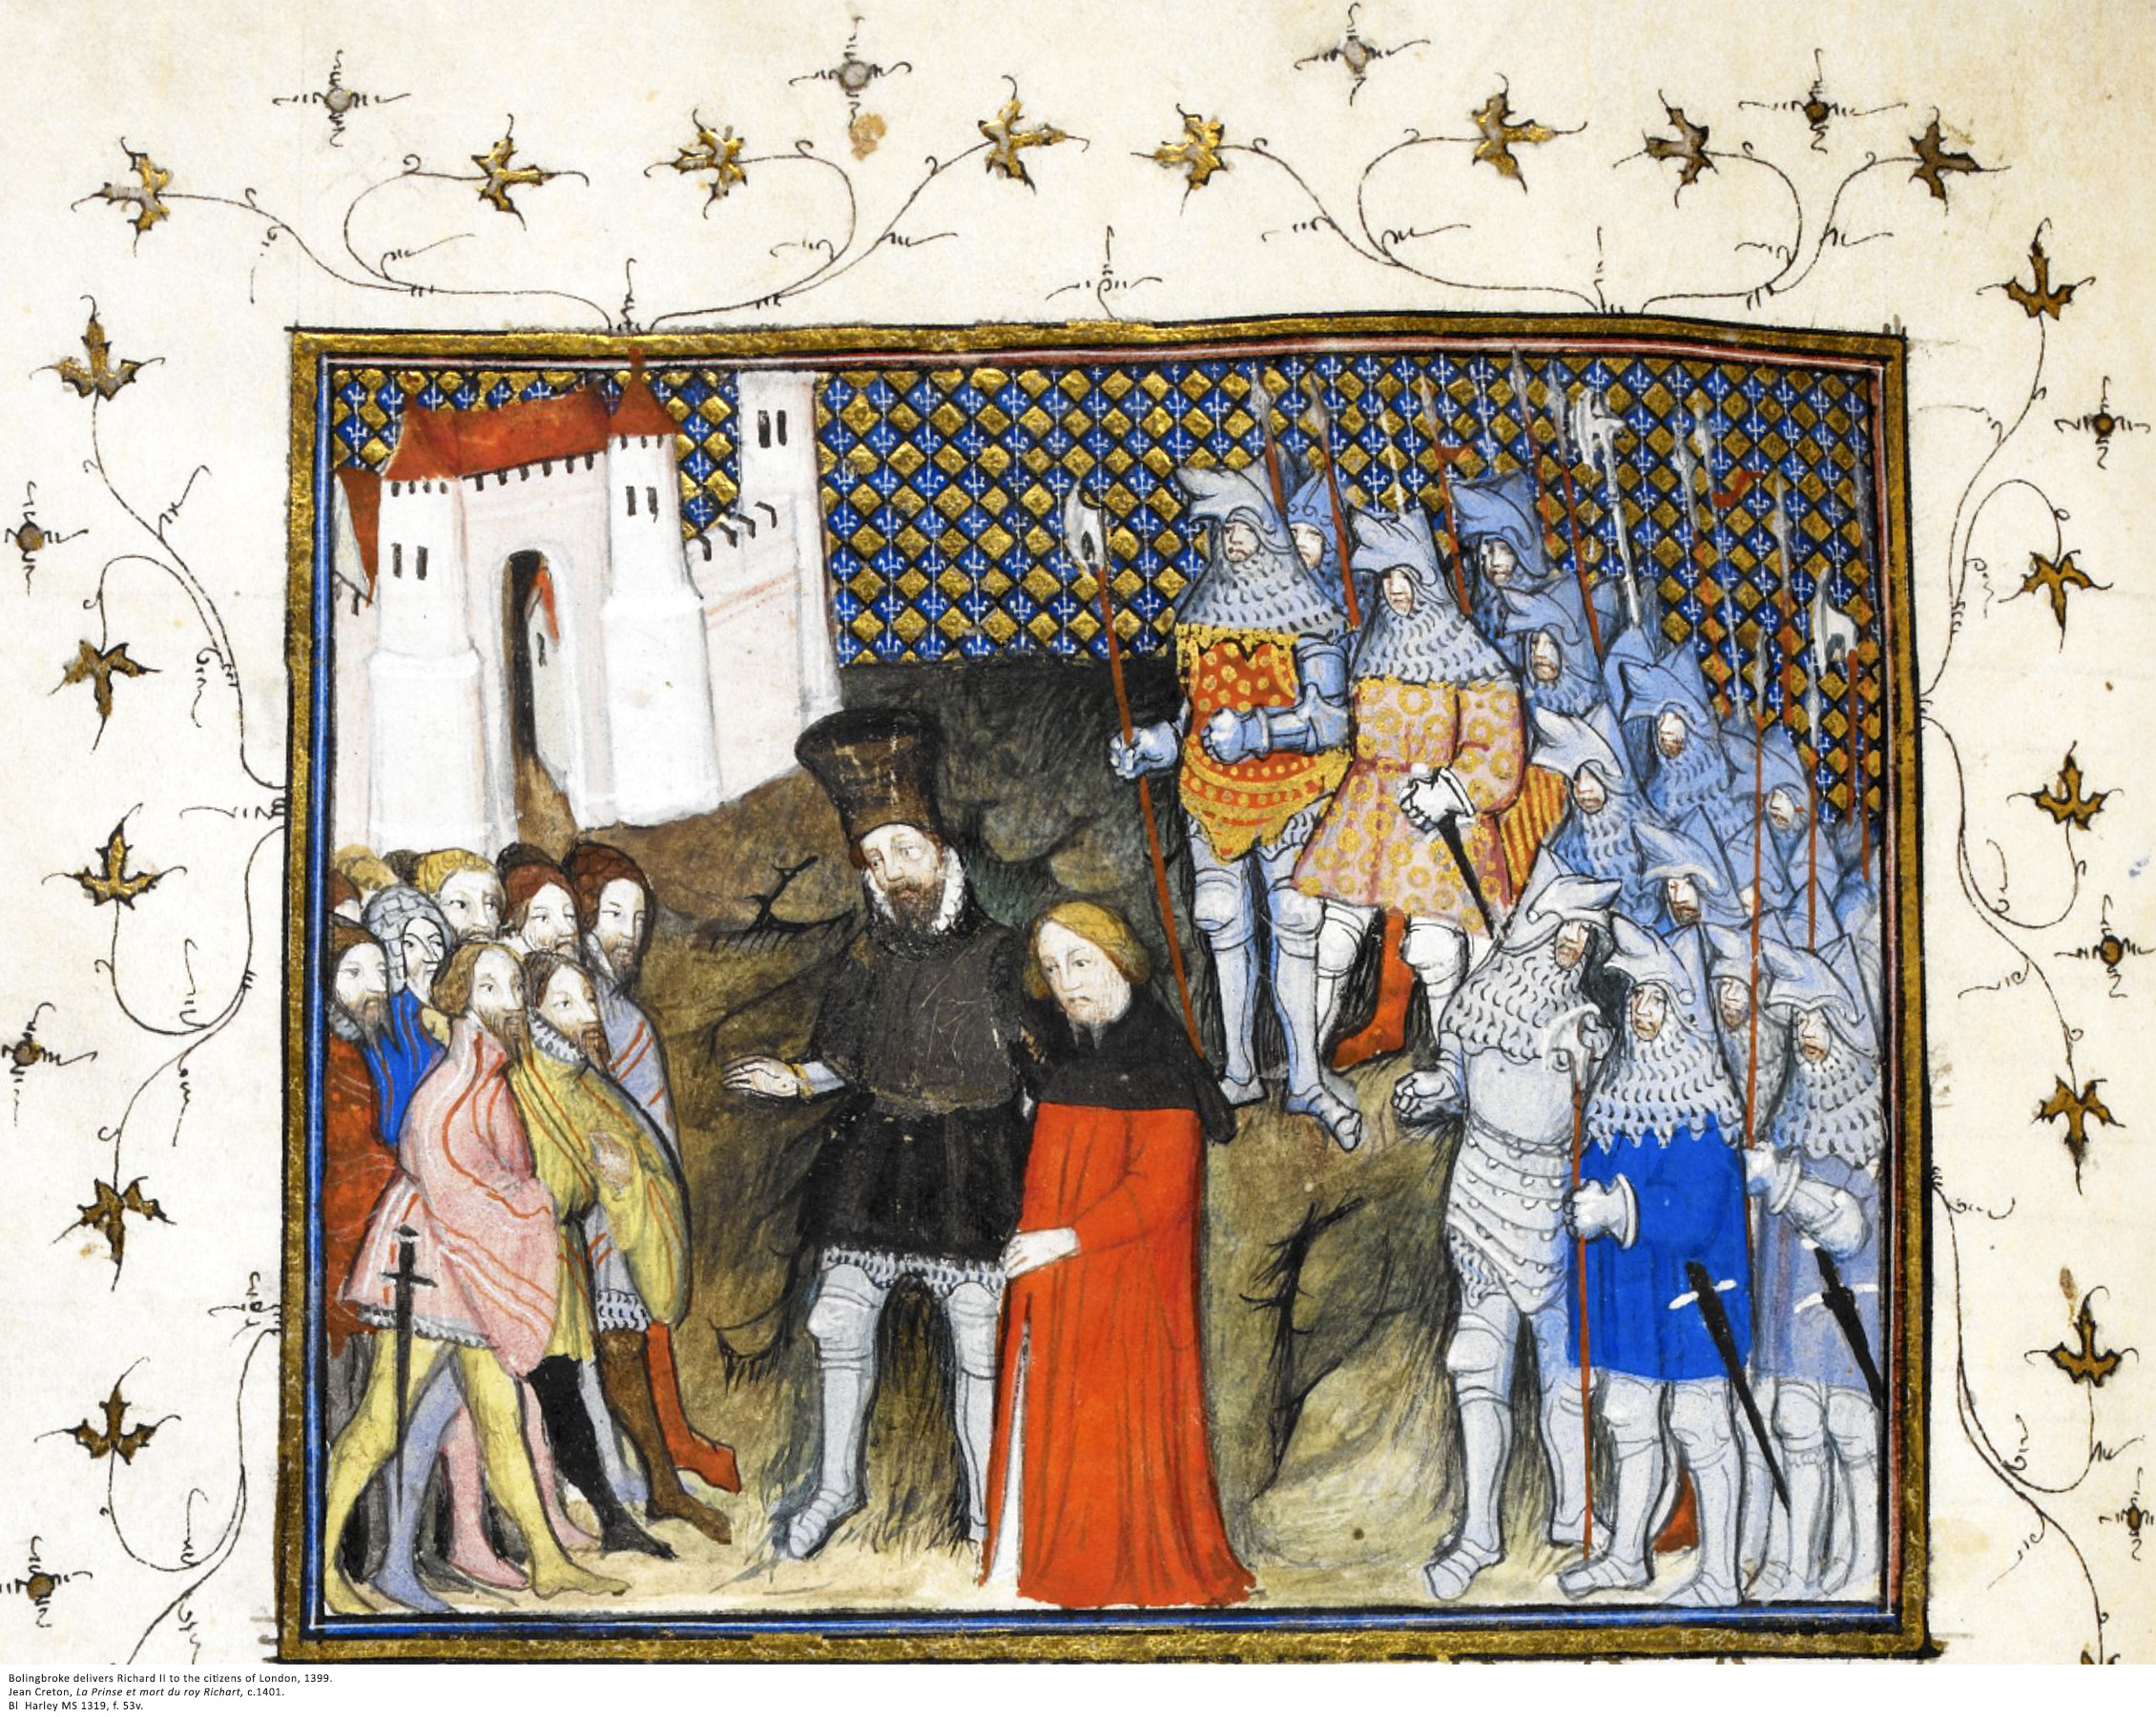 Bolingbroke delivers Richard II to the citizens of London, 1399.
Jean Creton, La Prinse et mort du roy Richart, c.1401.
Bl  Harley MS 1319, f. 53v.